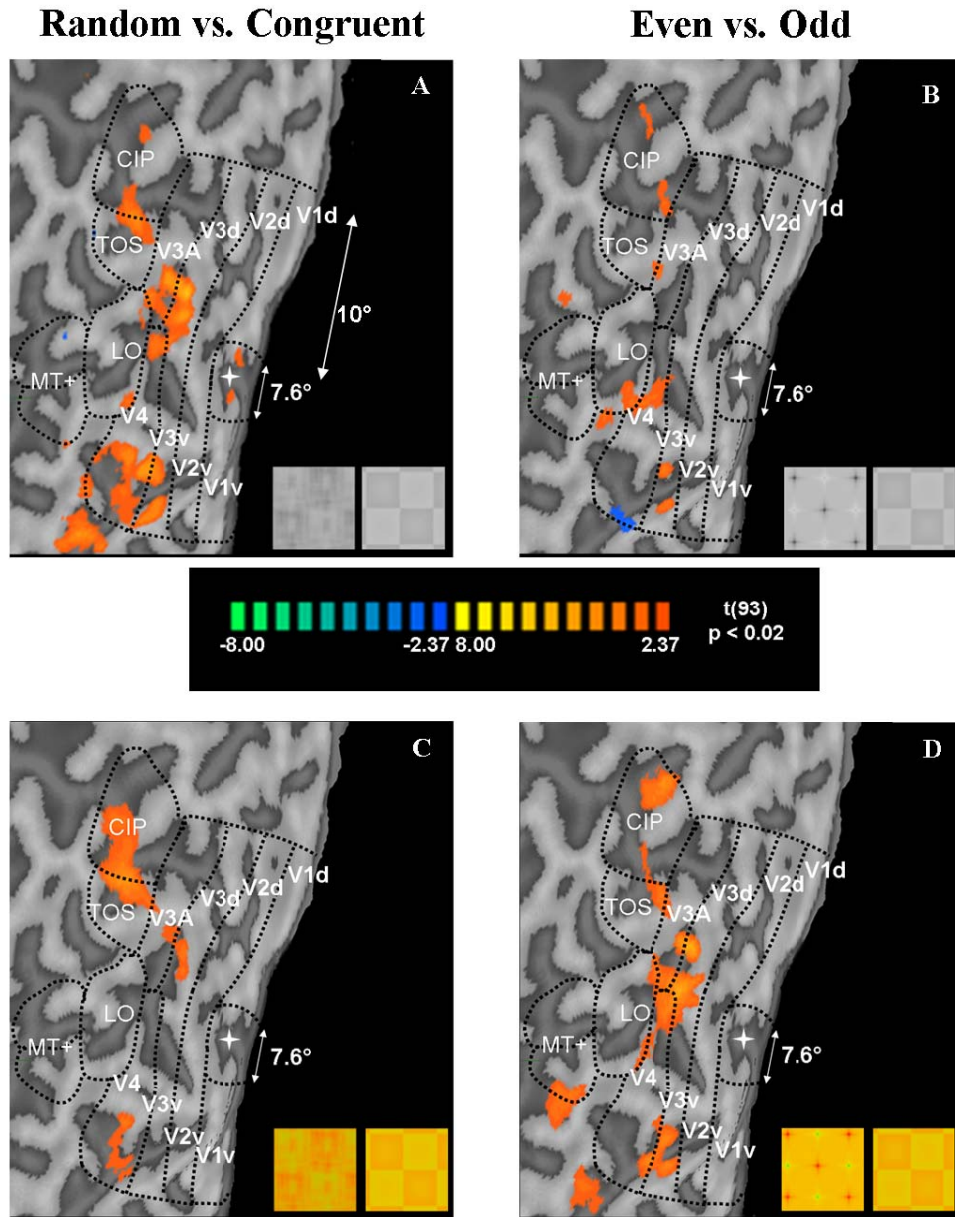 Random vs. Congruent
Even vs. Odd
A
CIP
TOS
V3A
V3d
V2d
V1d
10°
LO
MT+
7.6°
V4
V3v
V2v
V1v
B
CIP
TOS
V3A
V3d
V2d
V1d
LO
MT+
7.6°
V4
V3v
V2v
V1v
-8.00 -2.37 8.00 2.37
t(93)
p < 0.02
C
CIP
TOS
V3A
V3d
V2d
V1d
LO
MT+
7.6°
V4
V3v
V2v
V1v
D
CIP
TOS
V3A
V3d
V2d
V1d
LO
MT+
7.6°
V4
V3v
V2v
V1v